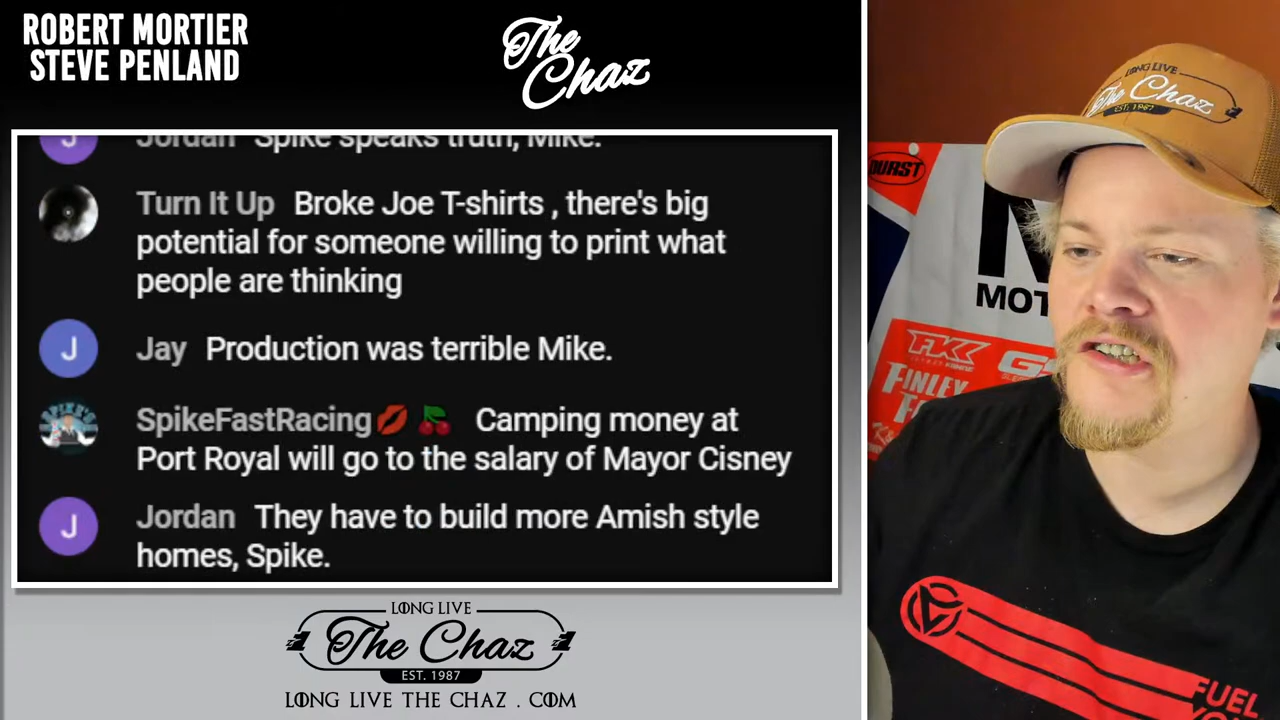 ROBERT MORTIER
STEVE PENLAND
The
Chaz
Jordan Spike speaks truth, Mike.
Turn It Up Broke Joe T-shirts , there's big
potential for someone willing to print what
people are thinking
J Jay Production was terrible Mike.
SpikeFastRacing Camping money at
Port Royal will go to the salary of Mayor Cisney
J Jordan They have to build more Amish style
homes, Spike.
LONG LIVE
The Chaz
EST. 1987
LONG LIVE THE CHAZ . COM
LONG LIVE
The Chaz
EST. 1987
DURST
MOT
FK
FINLEY
FUEL